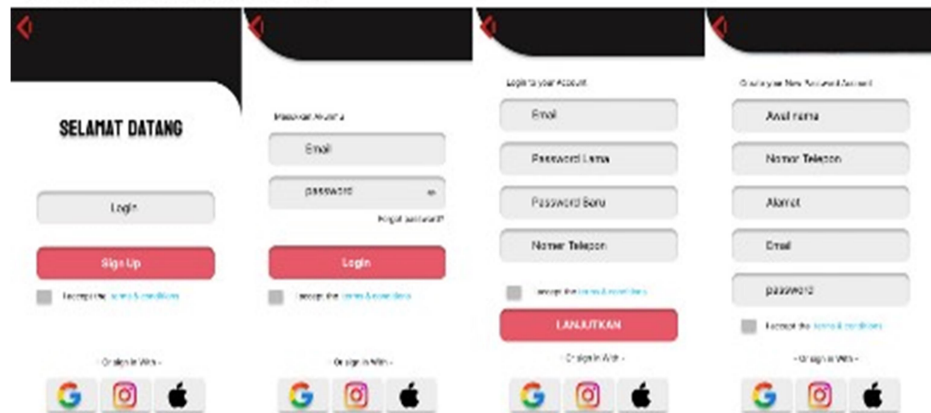 SELAMAT DATANG
Login
Sign Up
I accept the terms & conditions
- Or sign in With -
Masukkan Akunmu
Email
password
Forgot password?
Login
I accept the terms & conditions
- Or sign in With -
Login to your Account
Email
Password Lama
Password Baru
Nomer Telepon
I accept the terms & conditions
LANJUTKAN
- Or sign in With -
Create your New Password Account
Awal nama
Nomor Telepon
Alamat
Email
password
I accept the terms & conditions
- Or sign in With -